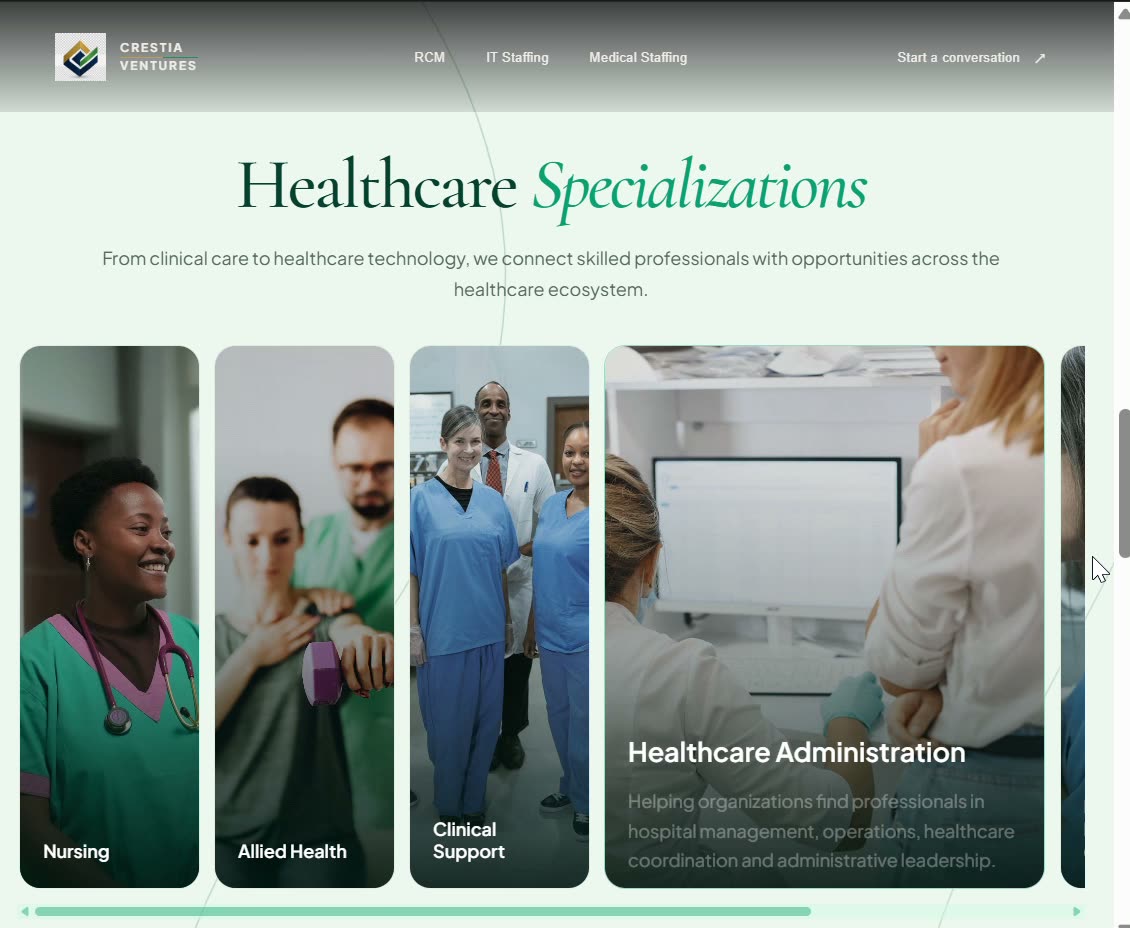 CRESTIA
VENTURES
RCM
IT Staffing
Medical Staffing
Start a conversation ↗
Healthcare Specializations
From clinical care to healthcare technology, we connect skilled professionals with opportunities across the
healthcare ecosystem.
Nursing
Allied Health
Clinical
Support
Healthcare Administration
Helping organizations find professionals in
hospital management, operations, healthcare
coordination and administrative leadership.